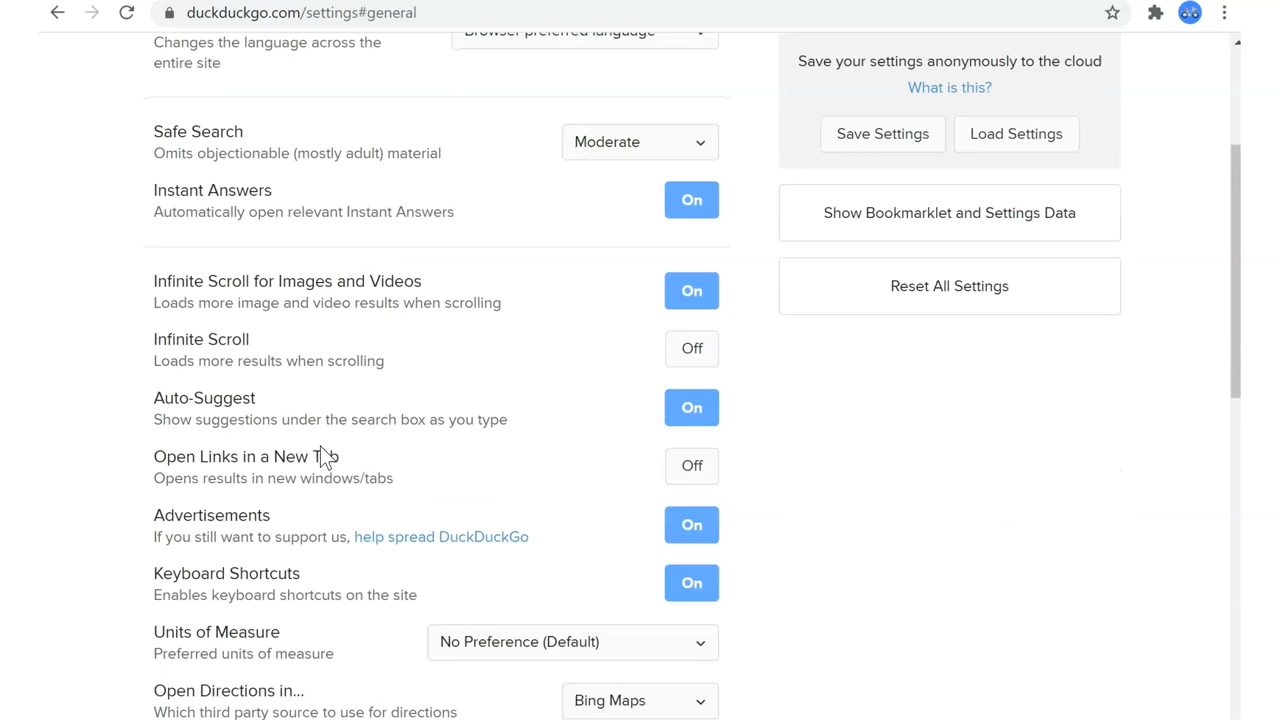 duckduckgo.com/settings#general
Changes the language across the
entire site
Browser preferred language
Safe Search
Omits objectionable (mostly adult) material
Moderate
Instant Answers
Automatically open relevant Instant Answers
On
Infinite Scroll for Images and Videos
Loads more image and video results when scrolling
On
Infinite Scroll
Loads more results when scrolling
Off
Auto-Suggest
Show suggestions under the search box as you type
On
Open Links in a New Tab
Opens results in new windows/tabs
Off
Advertisements
If you still want to support us, help spread DuckDuckGo
On
Keyboard Shortcuts
Enables keyboard shortcuts on the site
On
Units of Measure
Preferred units of measure
No Preference (Default)
Open Directions in...
Which third party source to use for directions
Bing Maps
Save your settings anonymously to the cloud
What is this?
Save Settings
Load Settings
Show Bookmarklet and Settings Data
Reset All Settings